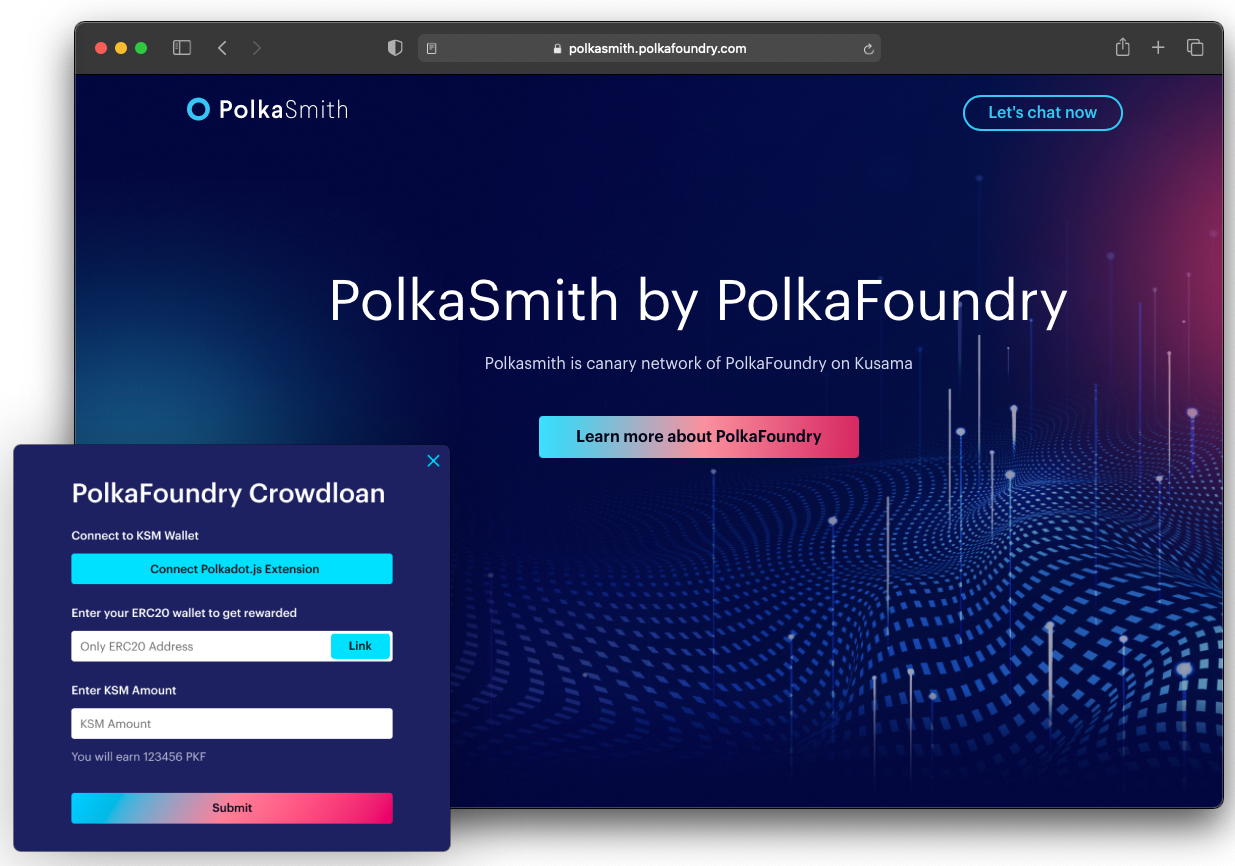 polkasmith.polkafoundry.com
PolkaSmith
Let's chat now
PolkaSmith by PolkaFoundry
Polkasmith is canary network of PolkaFoundry on Kusama
Learn more about PolkaFoundry
PolkaFoundry Crowdloan
Connect to KSM Wallet
Connect Polkadot.js Extension
Enter your ERC20 wallet to get rewarded
Only ERC20 Address
Link
Enter KSM Amount
KSM Amount
You will earn 123456 PKF
Submit